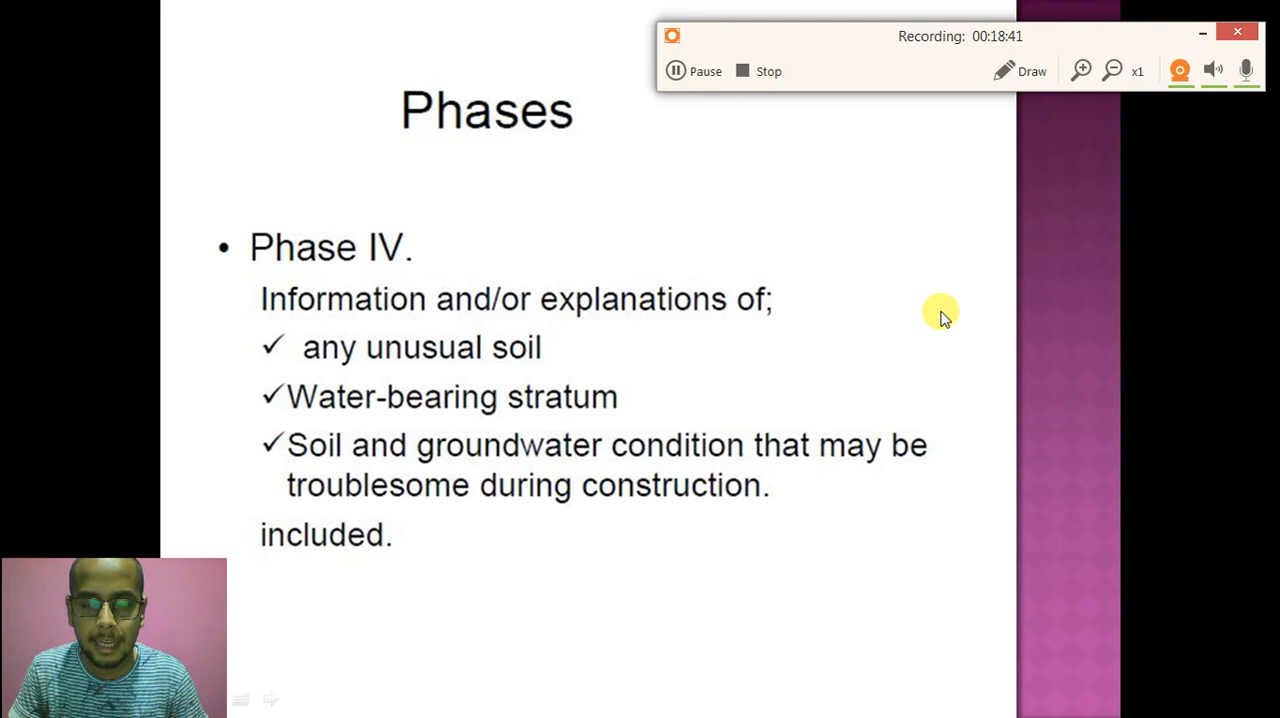 Recording: 00:18:41
Pause Stop Draw x1
Phases
• Phase IV.
Information and/or explanations of;
✓ any unusual soil
✓Water-bearing stratum
✓Soil and groundwater condition that may be
troublesome during construction.
included.